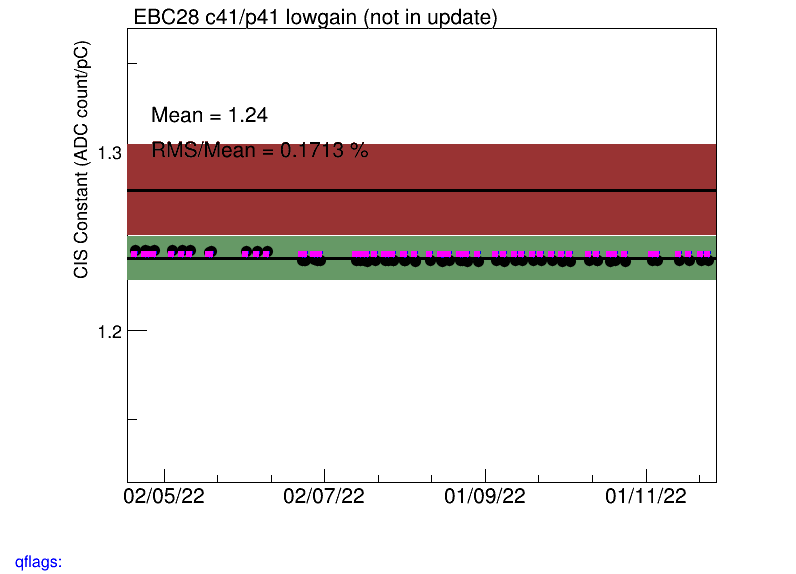 EBC28 c41/p41 lowgain (not in update)
CIS Constant (ADC count/pC)
Mean = 1.24
RMS/Mean = 0.1713 %
1.3
1.2
02/05/22 02/07/22 01/09/22 01/11/22
qflags: